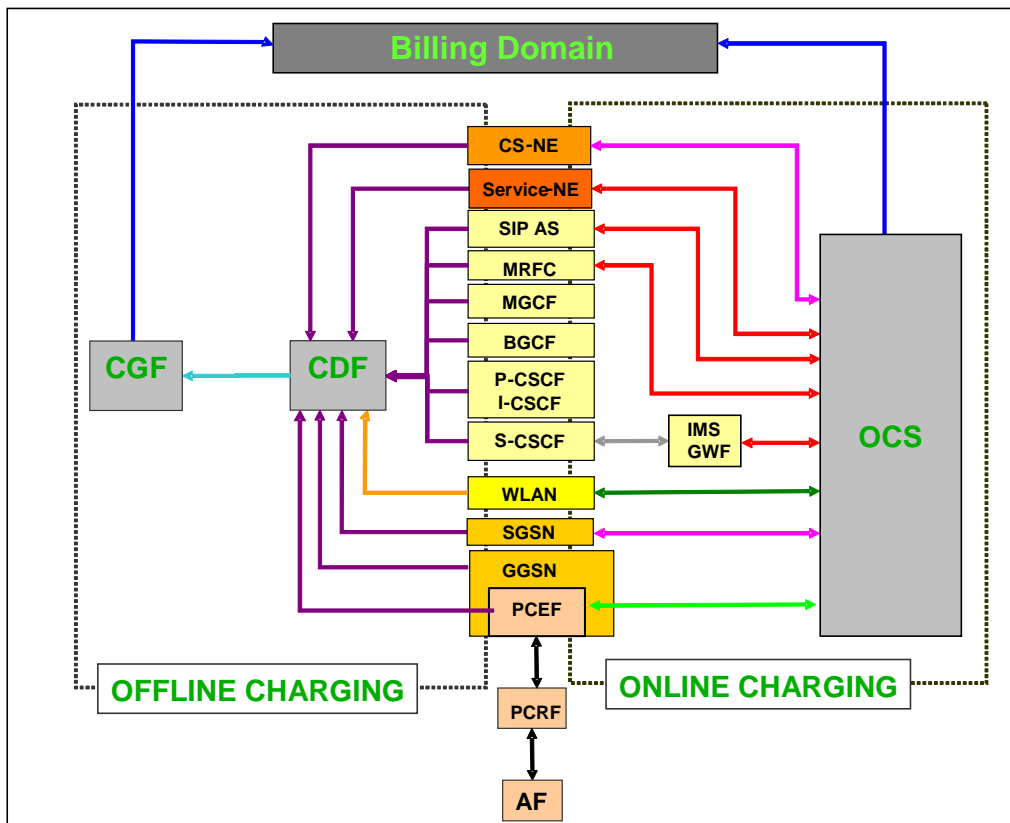 Billing Domain
CS-NE
Service-NE
SIP AS
MRFC
MGCF
BGCF
P-CSCF
I-CSCF
S-CSCF
IMS
GWF
CGF
CDF
OCS
WLAN
SGSN
GGSN
PCEF
OFFLINE CHARGING
ONLINE CHARGING
PCRF
AF